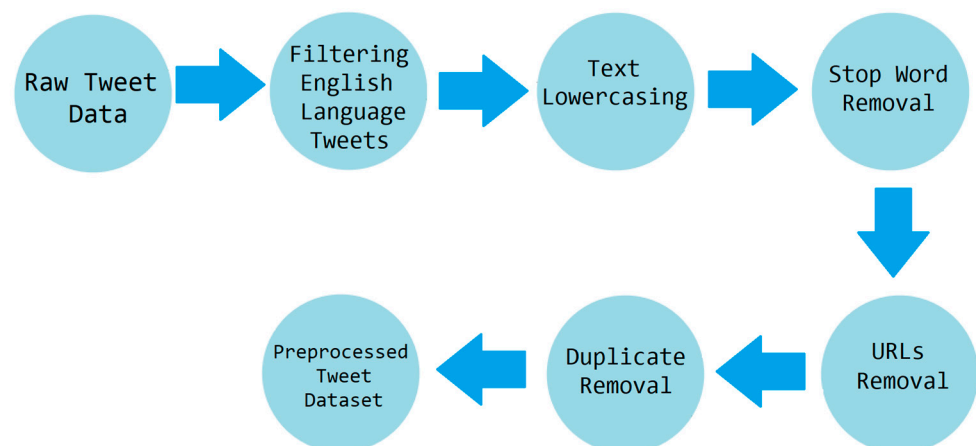 Raw Tweet
Data
Filtering
English
Language
Tweets
Text
Lowercasing
Stop Word
Removal
URLs
Removal
Duplicate
Removal
Preprocessed
Tweet
Dataset